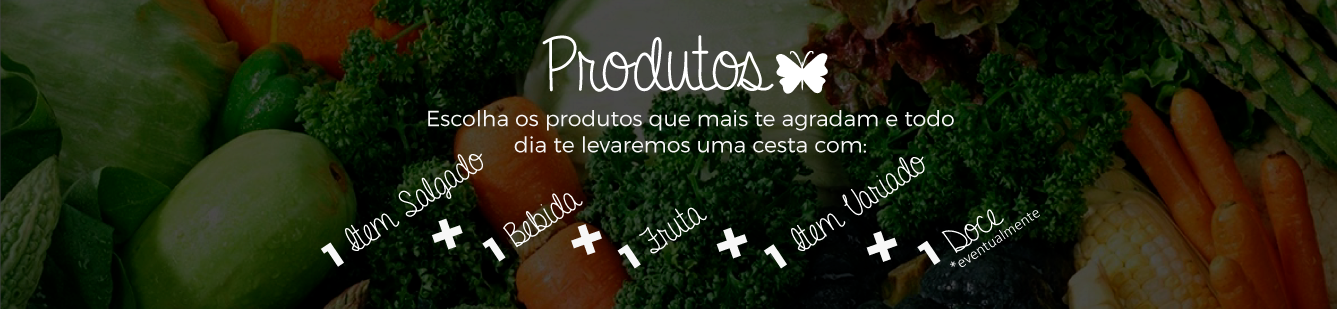 Produtos
Escolha os produtos que mais te agradam e todo
dia te levaremos uma cesta com:
1 Item Salgado + 1 Bebida + 1 Fruta + 1 Item Variado + 1 Doce
*eventualmente